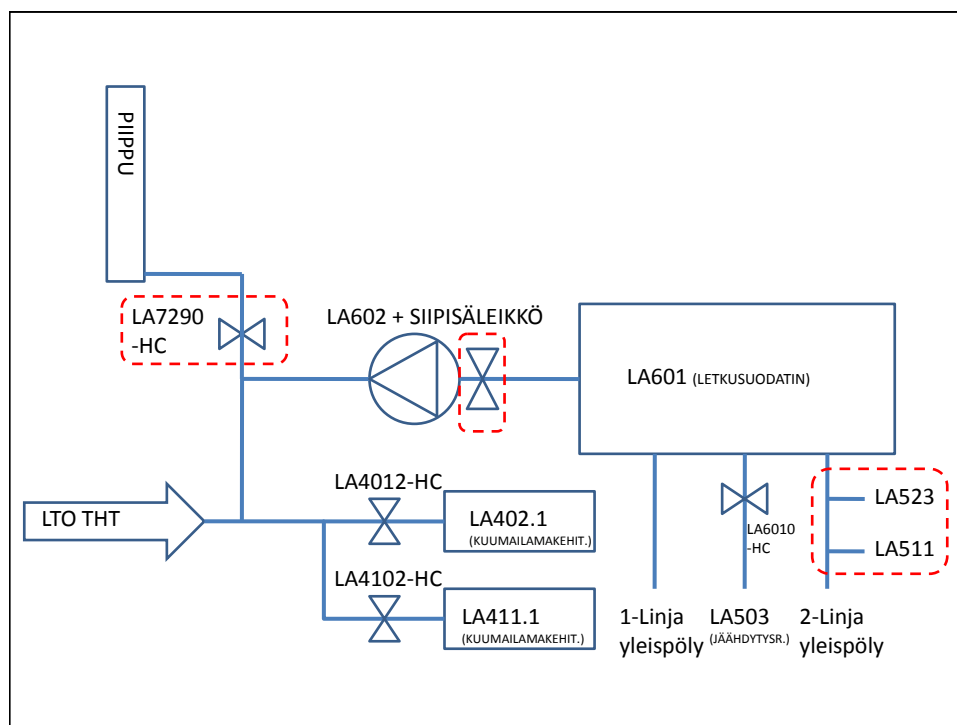 PIIPPU
LA7290
-HC
LA602 + SIIPISÄLEIKKÖ
LA601 (LETKUSUODATIN)
LTO THT
LA4012-HC
LA402.1
(KUUMAILAMAKEHIT.)
LA4102-HC
LA411.1
(KUUMAILAMAKEHIT.)
LA6010
-HC
LA523
LA511
1-Linja
yleispöly
LA503
(JÄÄHDYTYSR.)
2-Linja
yleispöly